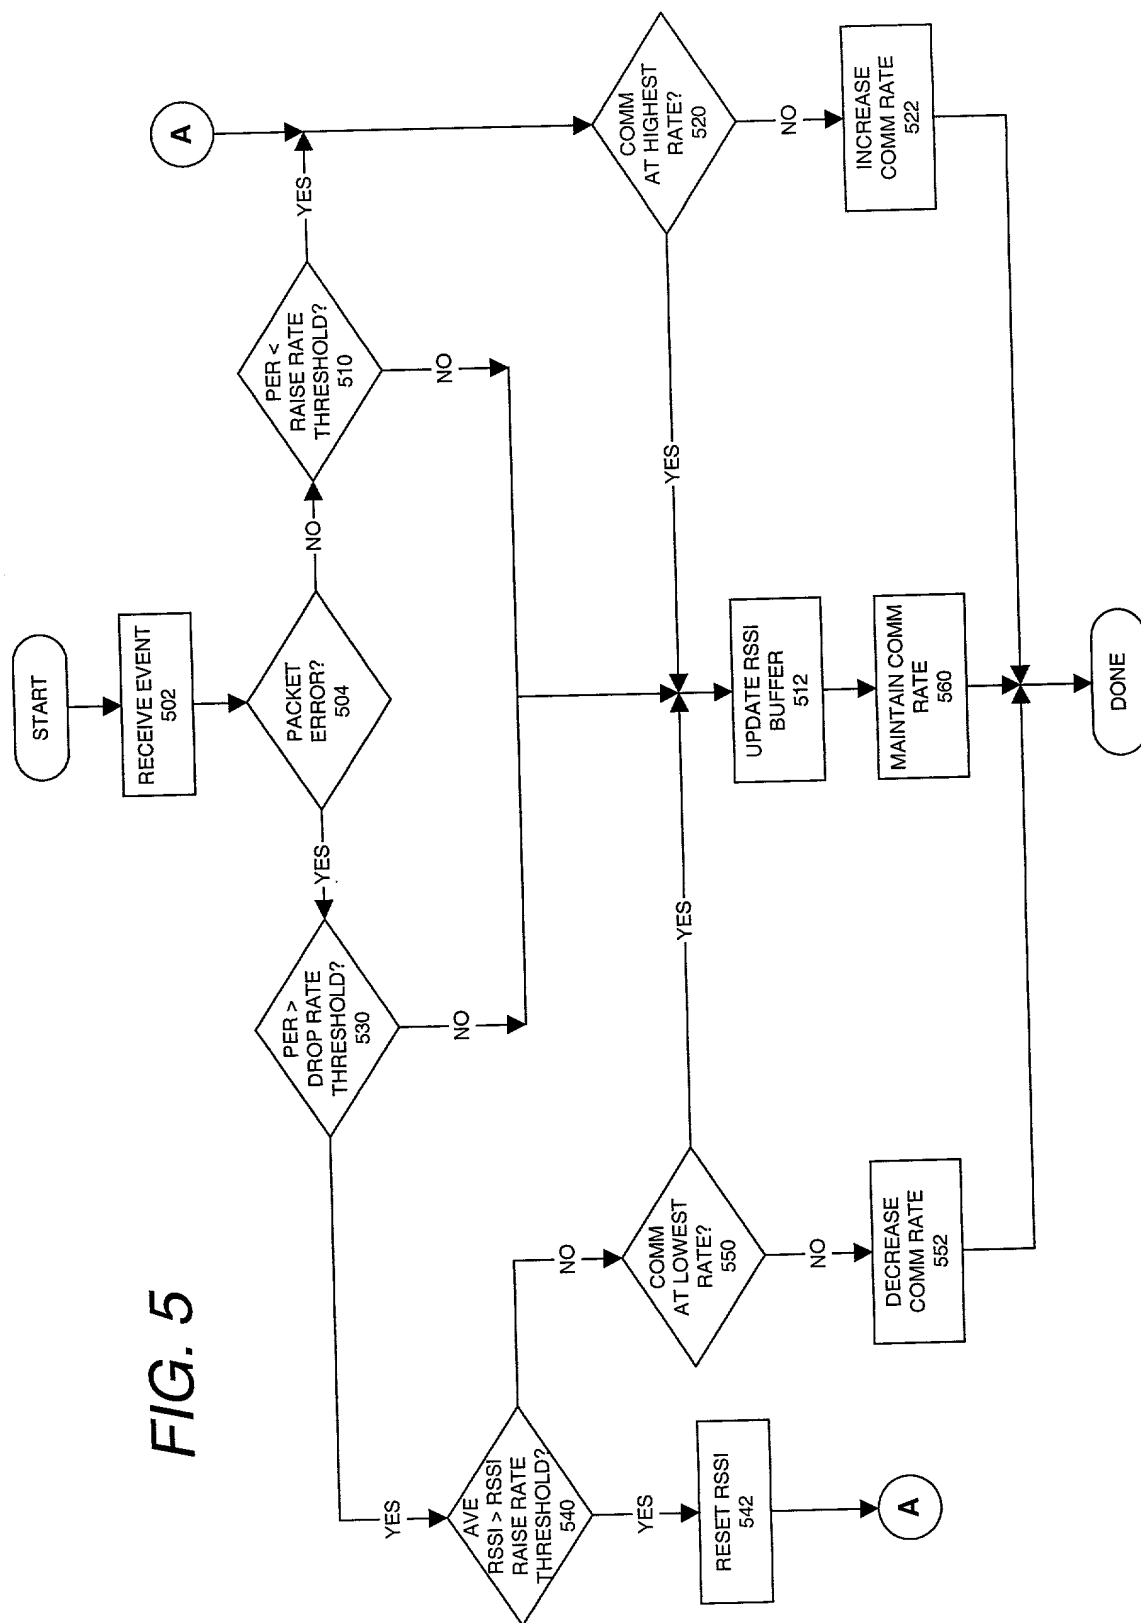 FIG. 5
START
RECEIVE EVENT
502
PACKET
ERROR?
504
YES
NO
PER >
DROP RATE
THRESHOLD?
530
NO
YES
PER <
RAISE RATE
THRESHOLD?
510
YES
NO
A
AVE
RSSI > RSSI
RAISE RATE
THRESHOLD?
540
NO
YES
RESET RSSI
542
A
COMM
AT LOWEST
RATE?
550
YES
NO
DECREASE
COMM RATE
552
COMM
AT HIGHEST
RATE?
520
YES
NO
INCREASE
COMM RATE
522
UPDATE RSSI
BUFFER
512
MAINTAIN COMM
RATE
560
DONE